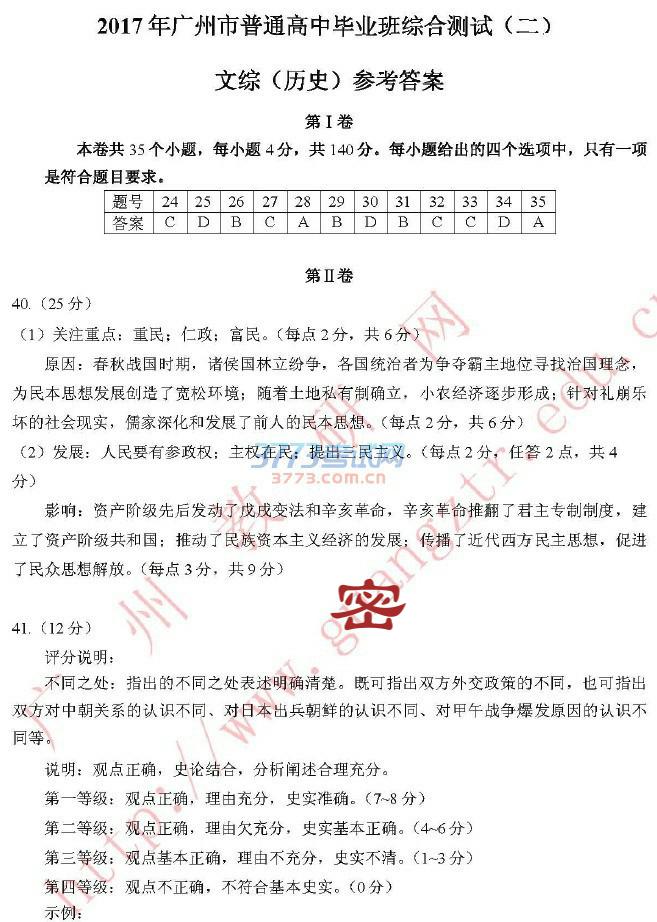 2017年广州市普通高中毕业班综合测试（二）
文综（历史）参考答案
第Ⅰ卷
本卷共35个小题，每小题4分，共140分。每小题给出的四个选项中，只有一项
是符合题目要求。
题号 24 25 26 27 28 29 30 31 32 33 34 35
答案 C D B C A B D B C C D A
第Ⅱ卷
40.（25分）
（1）关注重点：重民；仁政；富民。（每点2分，共6分）
原因：春秋战国时期，诸侯国林立纷争，各国统治者为争夺霸主地位寻找治国理念，
为民本思想发展创造了宽松环境；随着土地私有制确立，小农经济逐步形成；针对礼崩乐
坏的社会现实，儒家深化和发展了前人的民本思想。（每点2分，共6分）
（2）发展：人民要有参政权；主权在民；提出三民主义。（每点2分，任答2点，共4
分）
3773考试网
3773.com.cn
影响：资产阶级先后发动了戊戌变法和辛亥革命，辛亥革命推翻了君主专制制度，建
立了资产阶级共和国；推动了民族资本主义经济的发展；传播了近代西方民主思想，促进
了民众思想解放。（每点3分，共9分）
密
41.（12分）
评分说明：
不同之处：指出的不同之处表述明确清楚。既可指出双方外交政策的不同，也可指出
双方对中朝关系的认识不同、对日本出兵朝鲜的认识不同、对甲午战争爆发原因的认识不
同等。
说明：观点正确，史论结合，分析阐述合理充分。
第一等级：观点正确，理由充分，史实准确。（7~8分）
第二等级：观点正确，理由欠充分，史实基本正确。（4~6分）
第三等级：观点基本正确，理由不充分，史实不清。（1~3分）
第四等级：观点不正确，不符合基本史实。（0分）
示例：
广州教研网